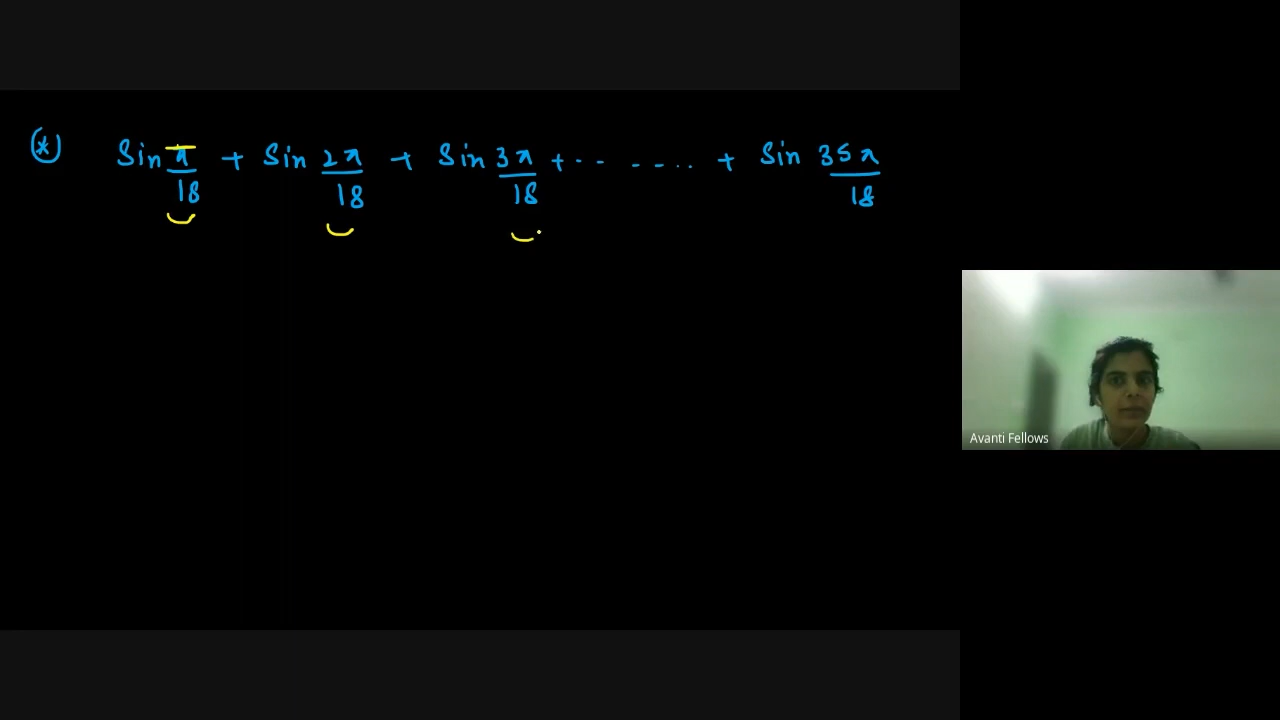 (*) Sin π/18 + Sin 2π/18 + Sin 3π/18 + ·· ---·· + Sin 35π/18
Avanti Fellows